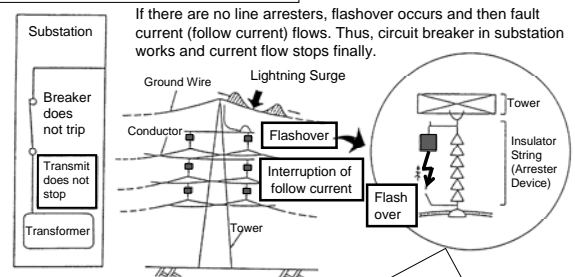 If there are no line arresters, flashover occurs and then fault
current (follow current) flows. Thus, circuit breaker in substation
works and current flow stops finally.
Substation
Breaker
does
not trip
Transmit
does not
stop
Transformer
Ground Wire
Lightning Surge
Conductor
Flashover
Interruption of
follow current
Tower
Flash
over
Tower
Insulator
String
(Arrester
Device)